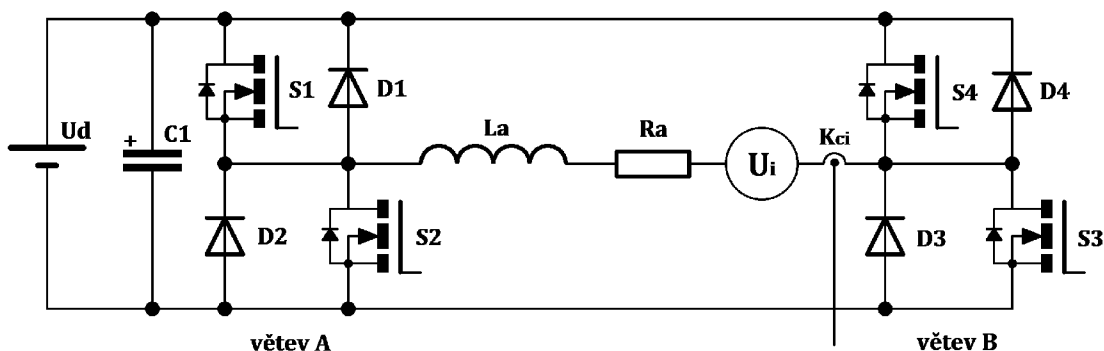 S1
D1
S4
D4
Ud
+
C1
La
Ra
Kci
Ui
D2
S2
D3
S3
větev A
větev B